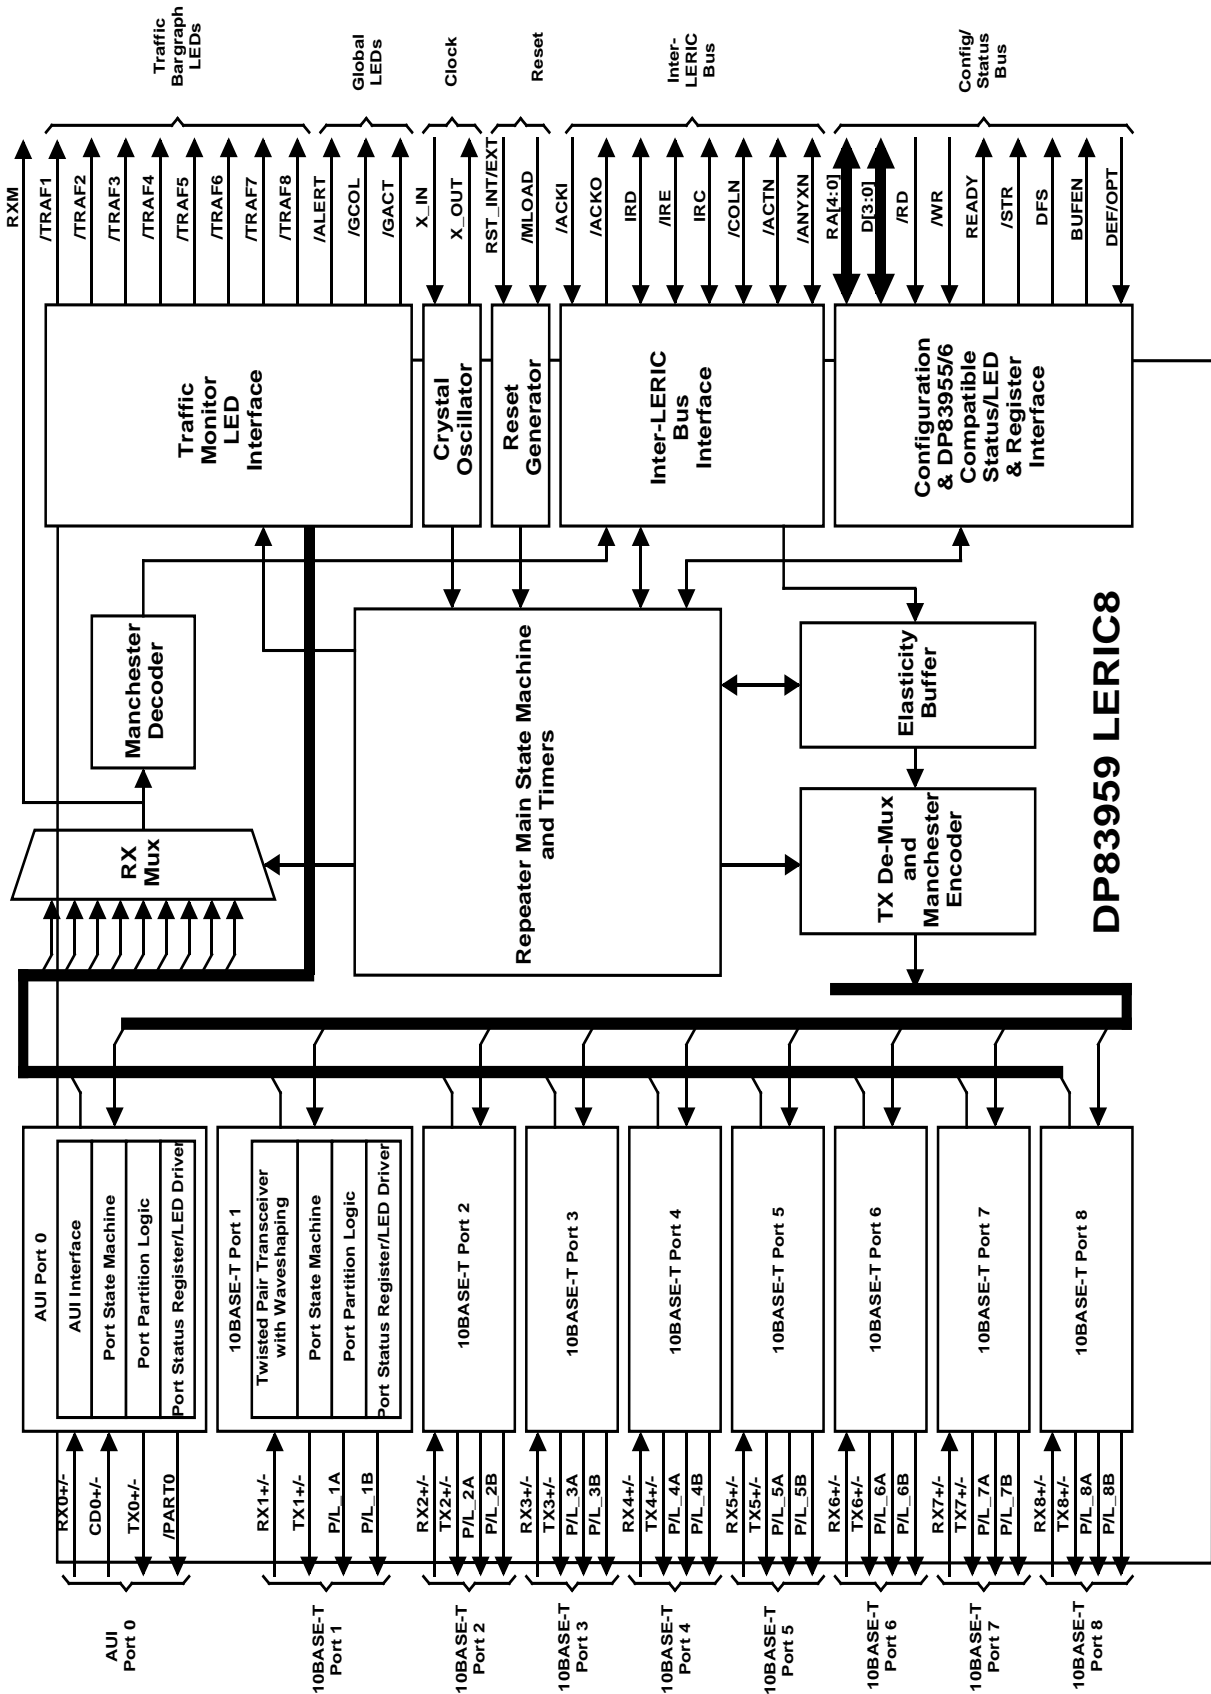 RXM
/TRAF1
/TRAF2
/TRAF3
/TRAF4
/TRAF5
/TRAF6
/TRAF7
/TRAF8
Traffic
Bargraph
LEDs
/ALERT
/GCOL
/GACT
Global
LEDs
X_IN
X_OUT
Clock
RST_INT/EXT
/MLOAD
Reset
/ACKI
/ACKO
IRD
/IRE
IRC
/COLN
/ACTN
/ANYXN
Inter-
LERIC
Bus
RA[4:0]
D[3:0]
/RD
/WR
READY
/STR
DFS
BUFEN
DEF/OPT
Config/
Status
Bus
Traffic
Monitor
LED
Interface
Crystal
Oscillator
Reset
Generator
Inter-LERIC
Bus
Interface
Configuration
& DP83955/6
Compatible
Status/LED
& Register
Interface
Manchester
Decoder
RX
Mux
Repeater Main State Machine
and Timers
Elasticity
Buffer
TX De-Mux
and
Manchester
Encoder
DP83959 LERIC8
AUI Port 0
AUI Interface
Port State Machine
Port Partition Logic
Port Status Register/LED Driver
10BASE-T Port 1
Twisted Pair Transceiver
with Waveshaping
Port State Machine
Port Partition Logic
Port Status Register/LED Driver
10BASE-T Port 2
10BASE-T Port 3
10BASE-T Port 4
10BASE-T Port 5
10BASE-T Port 6
10BASE-T Port 7
10BASE-T Port 8
RX0+/-
CD0+/-
TX0+/-
/PART0
RX1+/-
TX1+/-
P/L_1A
P/L_1B
RX2+/-
TX2+/-
P/L_2A
P/L_2B
RX3+/-
TX3+/-
P/L_3A
P/L_3B
RX4+/-
TX4+/-
P/L_4A
P/L_4B
RX5+/-
TX5+/-
P/L_5A
P/L_5B
RX6+/-
TX6+/-
P/L_6A
P/L_6B
RX7+/-
TX7+/-
P/L_7A
P/L_7B
RX8+/-
TX8+/-
P/L_8A
P/L_8B
AUI
Port 0
10BASE-T
Port 1
10BASE-T
Port 2
10BASE-T
Port 3
10BASE-T
Port 4
10BASE-T
Port 5
10BASE-T
Port 6
10BASE-T
Port 7
10BASE-T
Port 8